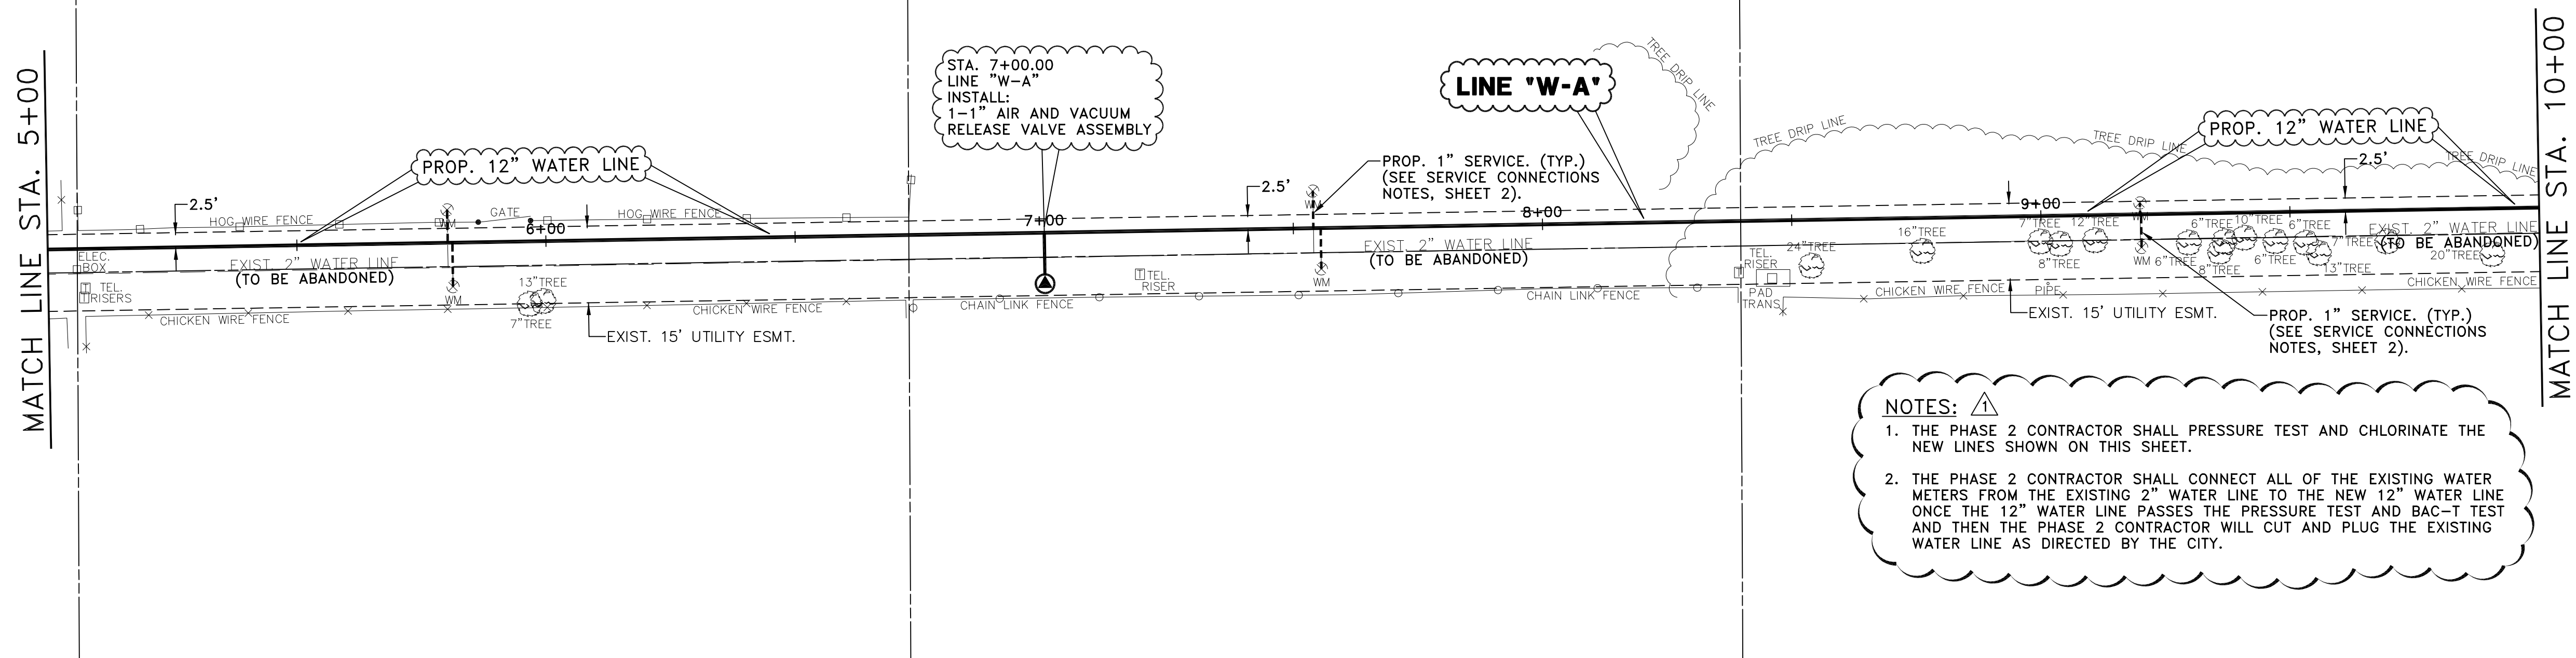 MATCH LINE STA. 5+00
2.5'
HOG WIRE FENCE
PROP. 12" WATER LINE
WM
GATE
6+00
HOG WIRE FENCE
ELEC.
BOX
TEL.
RISERS
EXIST. 2" WATER LINE
(TO BE ABANDONED)
WM
13"TREE
7"TREE
CHICKEN WIRE FENCE
CHICKEN WIRE FENCE
EXIST. 15' UTILITY ESMT.
STA. 7+00.00
LINE "W-A"
INSTALL:
1-1" AIR AND VACUUM
RELEASE VALVE ASSEMBLY
7+00
CHAIN LINK FENCE
TEL.
RISER
2.5'
WM
PROP. 1" SERVICE. (TYP.)
(SEE SERVICE CONNECTIONS
NOTES, SHEET 2).
EXIST. 2" WATER LINE
(TO BE ABANDONED)
WM
LINE "W-A"
8+00
CHAIN LINK FENCE
TREE DRIP LINE
TREE DRIP LINE
TREE DRIP LINE
TREE DRIP LINE
TEL.
RISER
PAD
TRANS
24"TREE
16"TREE
9+00
7"TREE
12"TREE
8"TREE
WM
WM
6"TREE
6"TREE
8"TREE
10"TREE
6"TREE
6"TREE
7"TREE
13"TREE
20"TREE
PROP. 12" WATER LINE
2.5'
EXIST. 2" WATER LINE
(TO BE ABANDONED)
CHICKEN WIRE FENCE
PIPE
CHICKEN WIRE FENCE
EXIST. 15' UTILITY ESMT.
PROP. 1" SERVICE. (TYP.)
(SEE SERVICE CONNECTIONS
NOTES, SHEET 2).
MATCH LINE STA. 10+00
NOTES: 1
1. THE PHASE 2 CONTRACTOR SHALL PRESSURE TEST AND CHLORINATE THE
NEW LINES SHOWN ON THIS SHEET.
2. THE PHASE 2 CONTRACTOR SHALL CONNECT ALL OF THE EXISTING WATER
METERS FROM THE EXISTING 2" WATER LINE TO THE NEW 12" WATER LINE
ONCE THE 12" WATER LINE PASSES THE PRESSURE TEST AND BAC-T TEST
AND THEN THE PHASE 2 CONTRACTOR WILL CUT AND PLUG THE EXISTING
WATER LINE AS DIRECTED BY THE CITY.